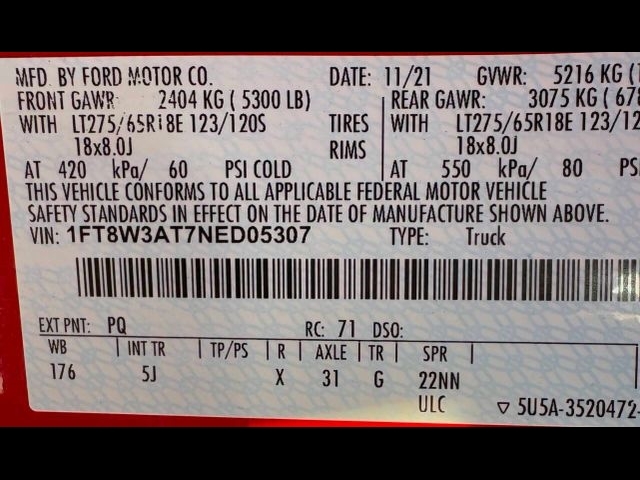 MFD. BY FORD MOTOR CO. DATE: 11/21 GVWR: 5216 KG
FRONT GAWR: 2404 KG ( 5300 LB) REAR GAWR: 3075 KG
WITH LT275/65R18E 123/120S TIRES WITH LT275/65R18E
18x8.0J RIMS 18x8.0J
AT 420 kPa/ 60 PSI COLD AT 550 kPa/ 80
THIS VEHICLE CONFORMS TO ALL APPLICABLE FEDERAL MOTOR VEHICLE
SAFETY STANDARDS IN EFFECT ON THE DATE OF MANUFACTURE SHOWN ABOVE.
VIN: 1FT8W3AT7NED05307 TYPE: Truck
EXT PNT: PQ RC: 71 DSO:
WB INT TR TP/PS R AXLE TR SPR
176 5J X 31 G 22NN
ULC ▽ 5U5A-3520472-